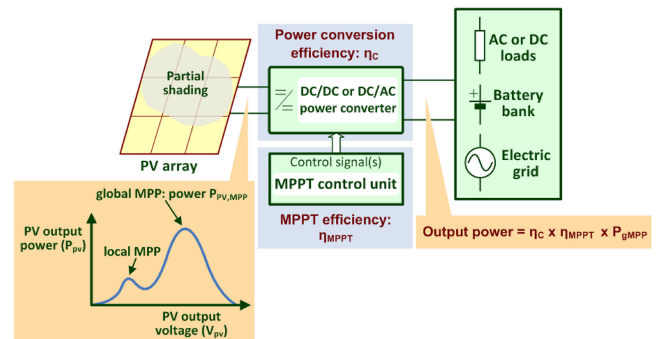 Power conversion
efficiency: ηC
Partial
shading
DC/DC or DC/AC
power converter
AC or DC
loads
+
Battery
bank
Electric
grid
PV array
Control signal(s)
MPPT control unit
MPPT efficiency:
ηMPPT
Output power = ηC x ηMPPT x PgMPP
global MPP: power PPV,MPP
PV output
power (Ppv)
local MPP
PV output
voltage (Vpv)